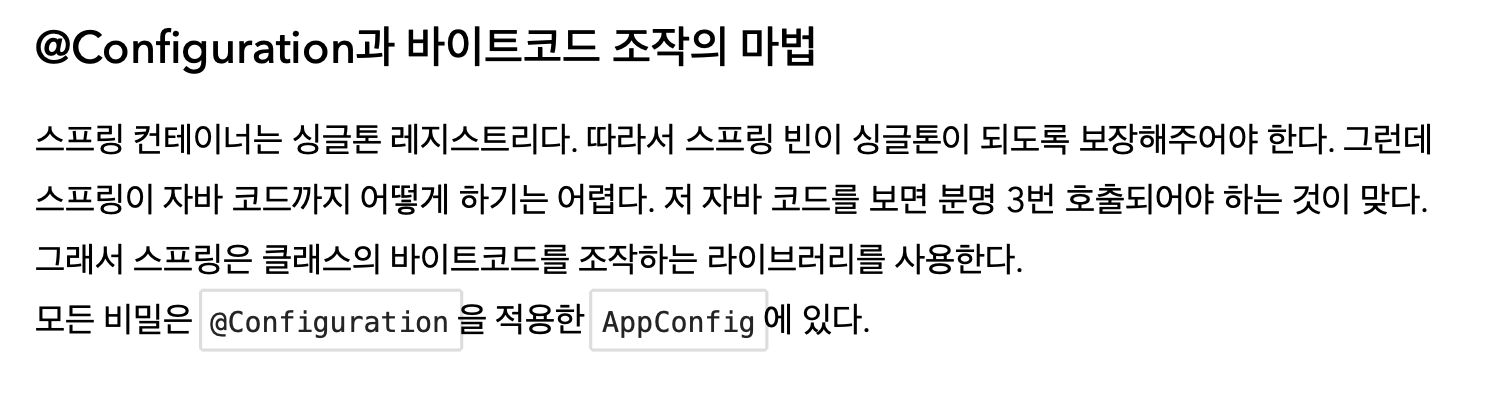 @Configuration과 바이트코드 조작의 마법
스프링 컨테이너는 싱글톤 레지스트리다. 따라서 스프링 빈이 싱글톤이 되도록 보장해주어야 한다. 그런데
스프링이 자바 코드까지 어떻게 하기는 어렵다. 저 자바 코드를 보면 분명 3번 호출되어야 하는 것이 맞다.
그래서 스프링은 클래스의 바이트코드를 조작하는 라이브러리를 사용한다.
모든 비밀은 @Configuration 을 적용한 AppConfig 에 있다.